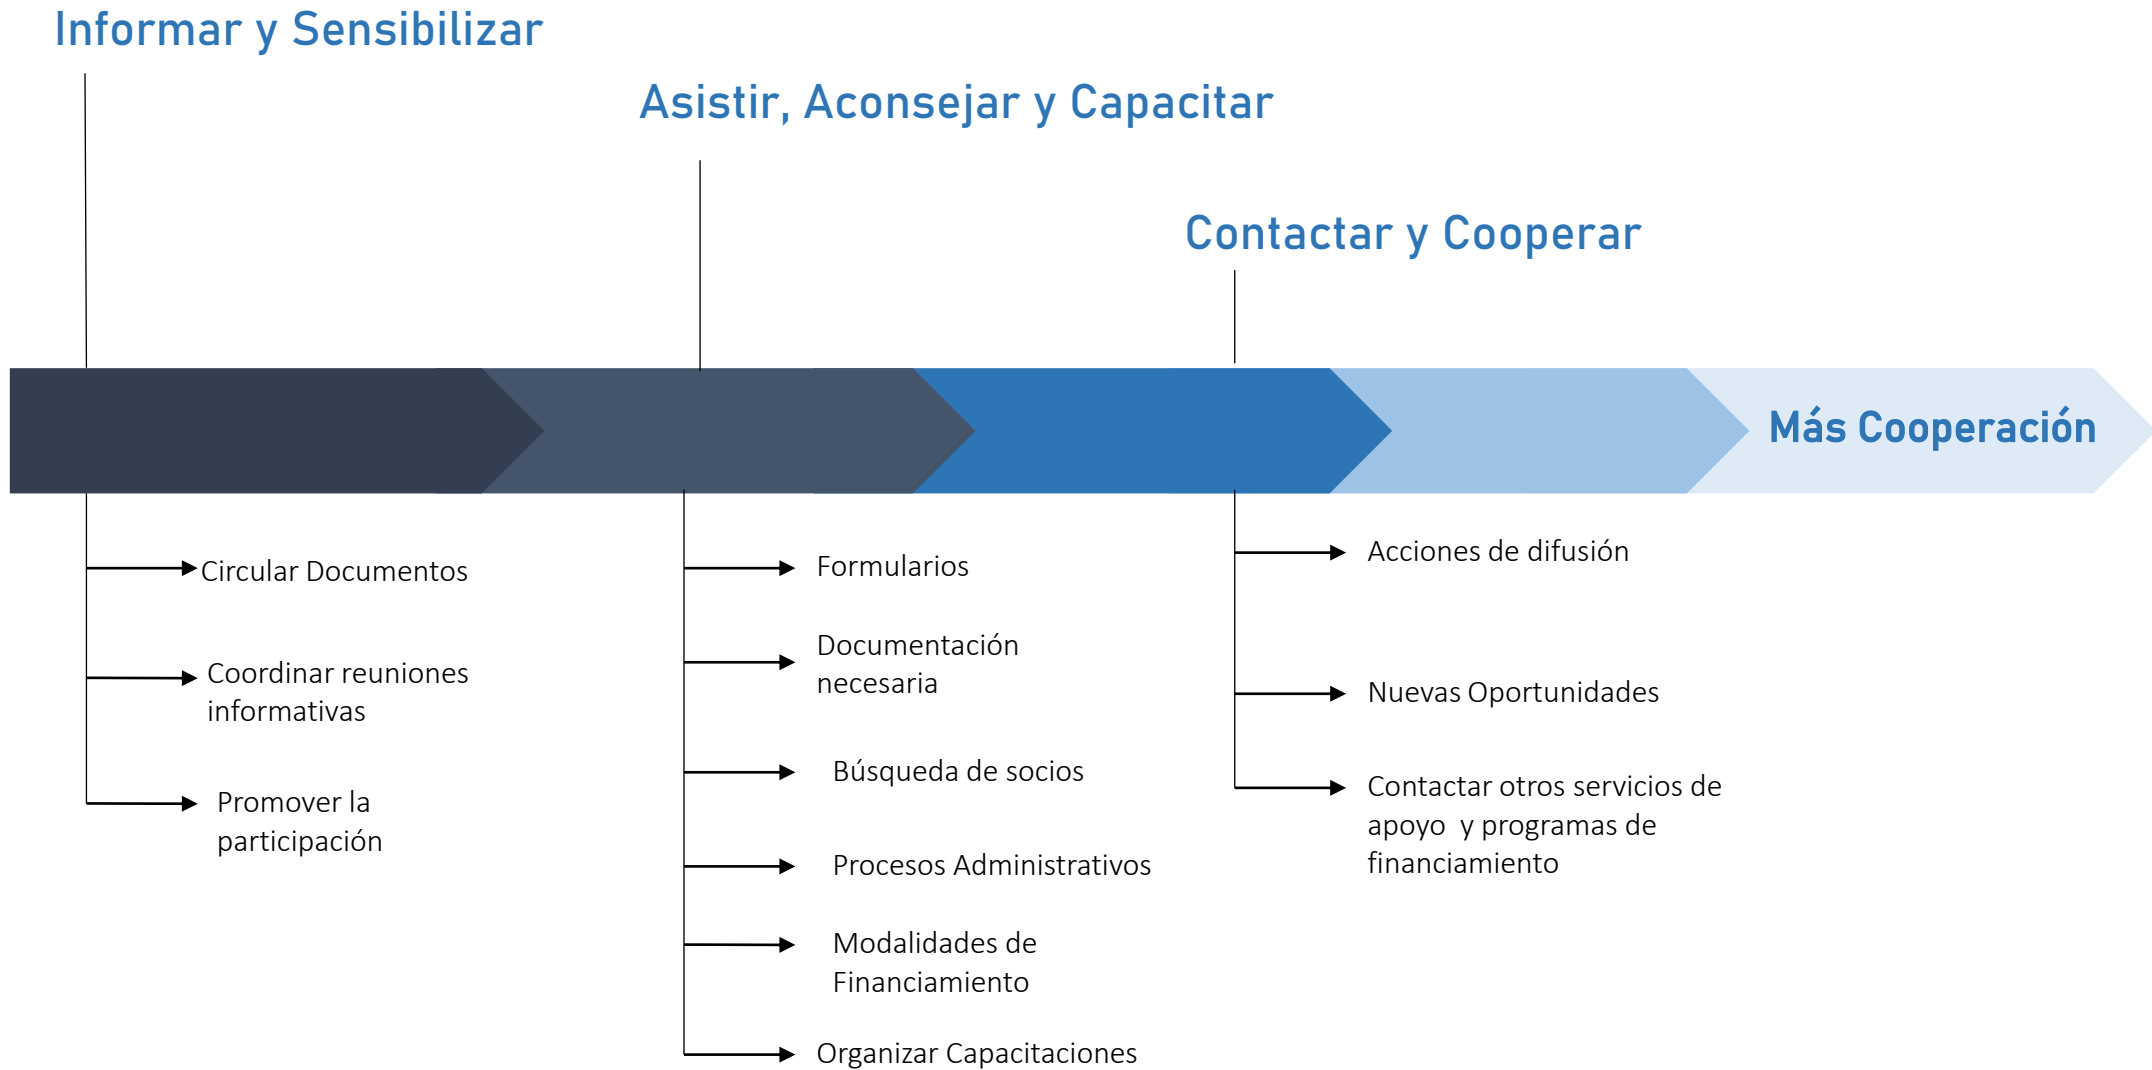 Informar y Sensibilizar
Asistir, Aconsejar y Capacitar
Contactar y Cooperar
Más Cooperación
Circular Documentos
Coordinar reuniones
informativas
Promover la
participación
Formularios
Documentación
necesaria
Búsqueda de socios
Procesos Administrativos
Modalidades de
Financiamiento
Organizar Capacitaciones
Acciones de difusión
Nuevas Oportunidades
Contactar otros servicios de
apoyo  y programas de
financiamiento